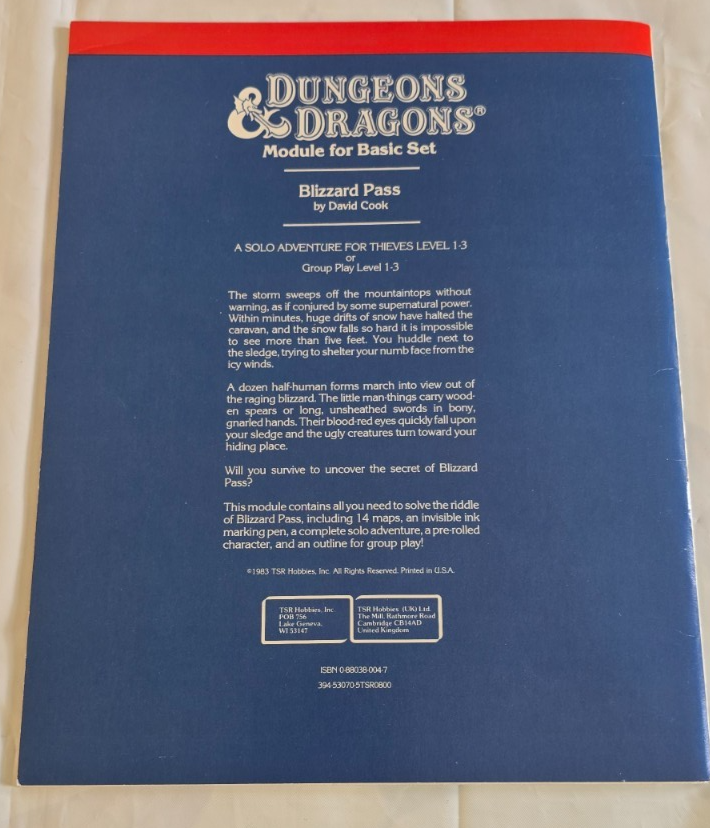 DUNGEONS
& DRAGONS®
Module for Basic Set
Blizzard Pass
by David Cook
A SOLO ADVENTURE FOR THIEVES LEVEL 1-3
or
Group Play Level 1-3
The storm sweeps off the mountaintops without
warning, as if conjured by some supernatural power.
Within minutes, huge drifts of snow have halted the
caravan, and the snow falls so hard it is impossible
to see more than five feet. You huddle next to
the sledge, trying to shelter your numb face from the
icy winds.
A dozen half-human forms march into view out of
the raging blizzard. The little man-things carry wood-
en spears or long, unsheathed swords in bony,
gnarled hands. Their blood-red eyes quickly fall upon
your sledge and the ugly creatures turn toward your
hiding place.
Will you survive to uncover the secret of Blizzard
Pass?
This module contains all you need to solve the riddle
of Blizzard Pass, including 14 maps, an invisible ink
marking pen, a complete solo adventure, a pre-rolled
character, and an outline for group play!
©1983 TSR Hobbies, Inc. All Rights Reserved. Printed in U.S.A.
TSR Hobbies, Inc.
POB 756
Lake Geneva,
WI 53147
TSR Hobbies (UK) Ltd.
The Mill, Rathmore Road
Cambridge CB14AD
United Kingdom
ISBN 0-88038-004-7
394-53070-5TSR0800